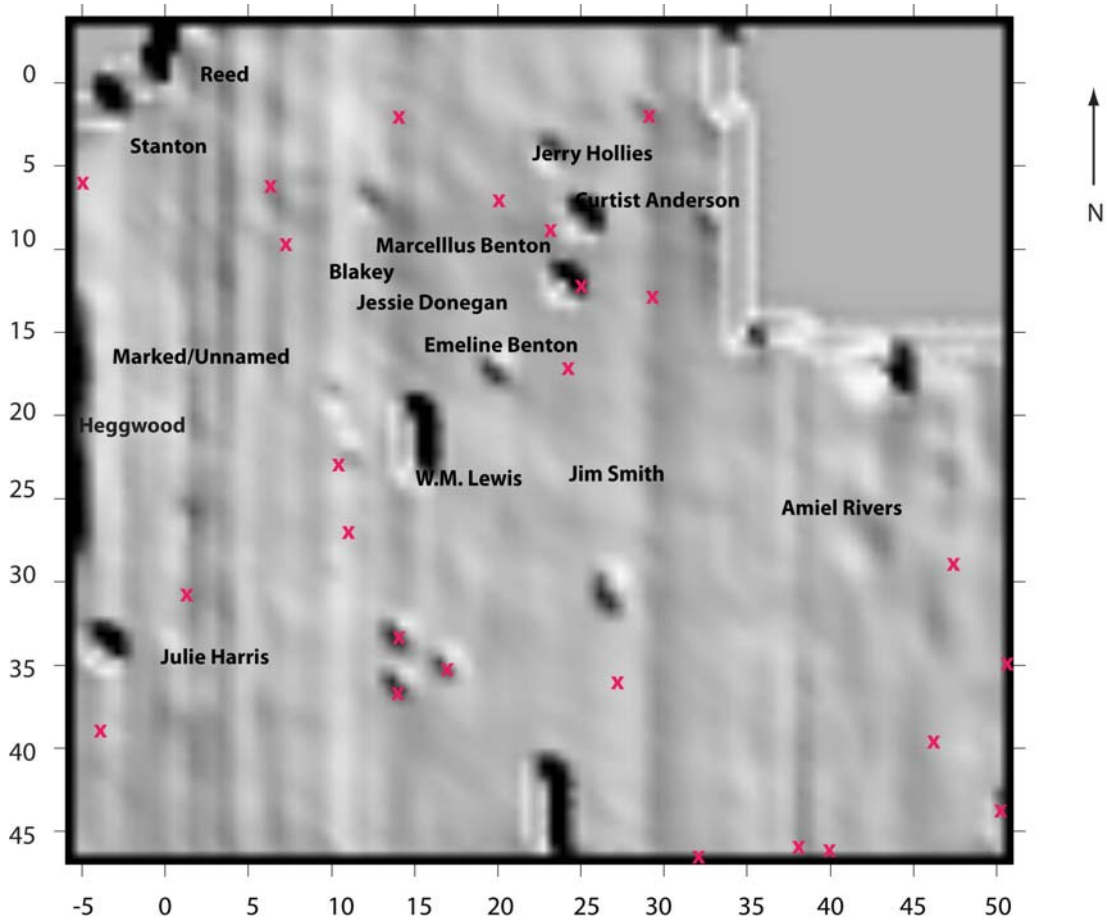 0
Reed
Stanton
Jerry Hollies
5
Curtist Anderson
N
Marcelllus Benton
10
Blakey
Jessie Donegan
15
Emeline Benton
Marked/Unnamed
20
Heggwood
W.M. Lewis
Jim Smith
25
Amiel Rivers
30
Julie Harris
35
40
45
-5 0 5 10 15 20 25 30 35 40 45 50
x x x x x x x x x x x x x x x x x x x x x x x x x